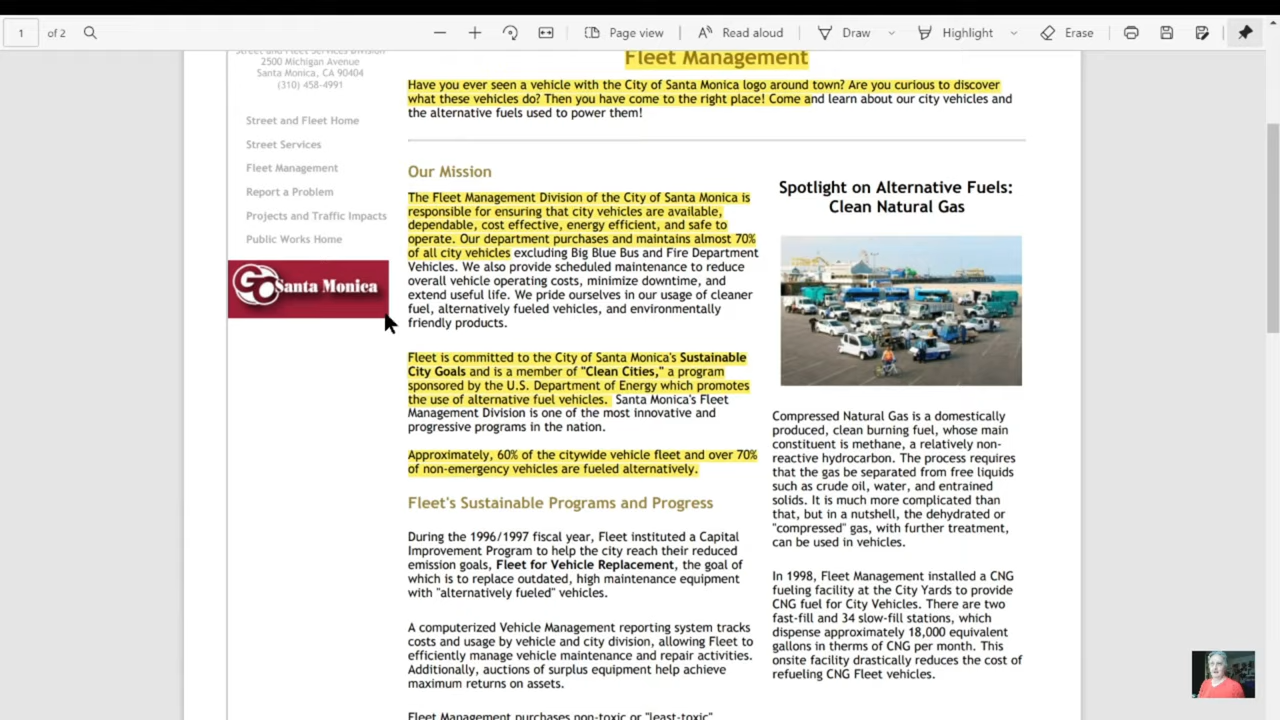 1 of 2
Page view
Read aloud
Draw
Highlight
Erase
Street and Fleet Services Division
2500 Michigan Avenue
Santa Monica, CA 90404
(310) 458-4991
Street and Fleet Home
Street Services
Fleet Management
Report a Problem
Projects and Traffic Impacts
Public Works Home
GO Santa Monica
Fleet Management
Have you ever seen a vehicle with the City of Santa Monica logo around town? Are you curious to discover
what these vehicles do? Then you have come to the right place! Come and learn about our city vehicles and
the alternative fuels used to power them!
Our Mission
The Fleet Management Division of the City of Santa Monica is
responsible for ensuring that city vehicles are available,
dependable, cost effective, energy efficient, and safe to
operate. Our department purchases and maintains almost 70%
of all city vehicles excluding Big Blue Bus and Fire Department
Vehicles. We also provide scheduled maintenance to reduce
overall vehicle operating costs, minimize downtime, and
extend useful life. We pride ourselves in our usage of cleaner
fuel, alternatively fueled vehicles, and environmentally
friendly products.
Fleet is committed to the City of Santa Monica's Sustainable
City Goals and is a member of "Clean Cities," a program
sponsored by the U.S. Department of Energy which promotes
the use of alternative fuel vehicles. Santa Monica's Fleet
Management Division is one of the most innovative and
progressive programs in the nation.
Approximately, 60% of the citywide vehicle fleet and over 70%
of non-emergency vehicles are fueled alternatively.
Fleet's Sustainable Programs and Progress
During the 1996/1997 fiscal year, Fleet instituted a Capital
Improvement Program to help the city reach their reduced
emission goals, Fleet for Vehicle Replacement, the goal of
which is to replace outdated, high maintenance equipment
with "alternatively fueled" vehicles.
A computerized Vehicle Management reporting system tracks
costs and usage by vehicle and city division, allowing Fleet to
efficiently manage vehicle maintenance and repair activities.
Additionally, auctions of surplus equipment help achieve
maximum returns on assets.
Fleet Management purchases non-toxic or "least-toxic"
Spotlight on Alternative Fuels:
Clean Natural Gas
Compressed Natural Gas is a domestically
produced, clean burning fuel, whose main
constituent is methane, a relatively non-
reactive hydrocarbon. The process requires
that the gas be separated from free liquids
such as crude oil, water, and entrained
solids. It is much more complicated than
that, but in a nutshell, the dehydrated or
"compressed" gas, with further treatment,
can be used in vehicles.
In 1998, Fleet Management installed a CNG
fueling facility at the City Yards to provide
CNG fuel for City Vehicles. There are two
fast-fill and 34 slow-fill stations, which
dispense approximately 18,000 equivalent
gallons in therms of CNG per month. This
onsite facility drastically reduces the cost of
refueling CNG Fleet vehicles.